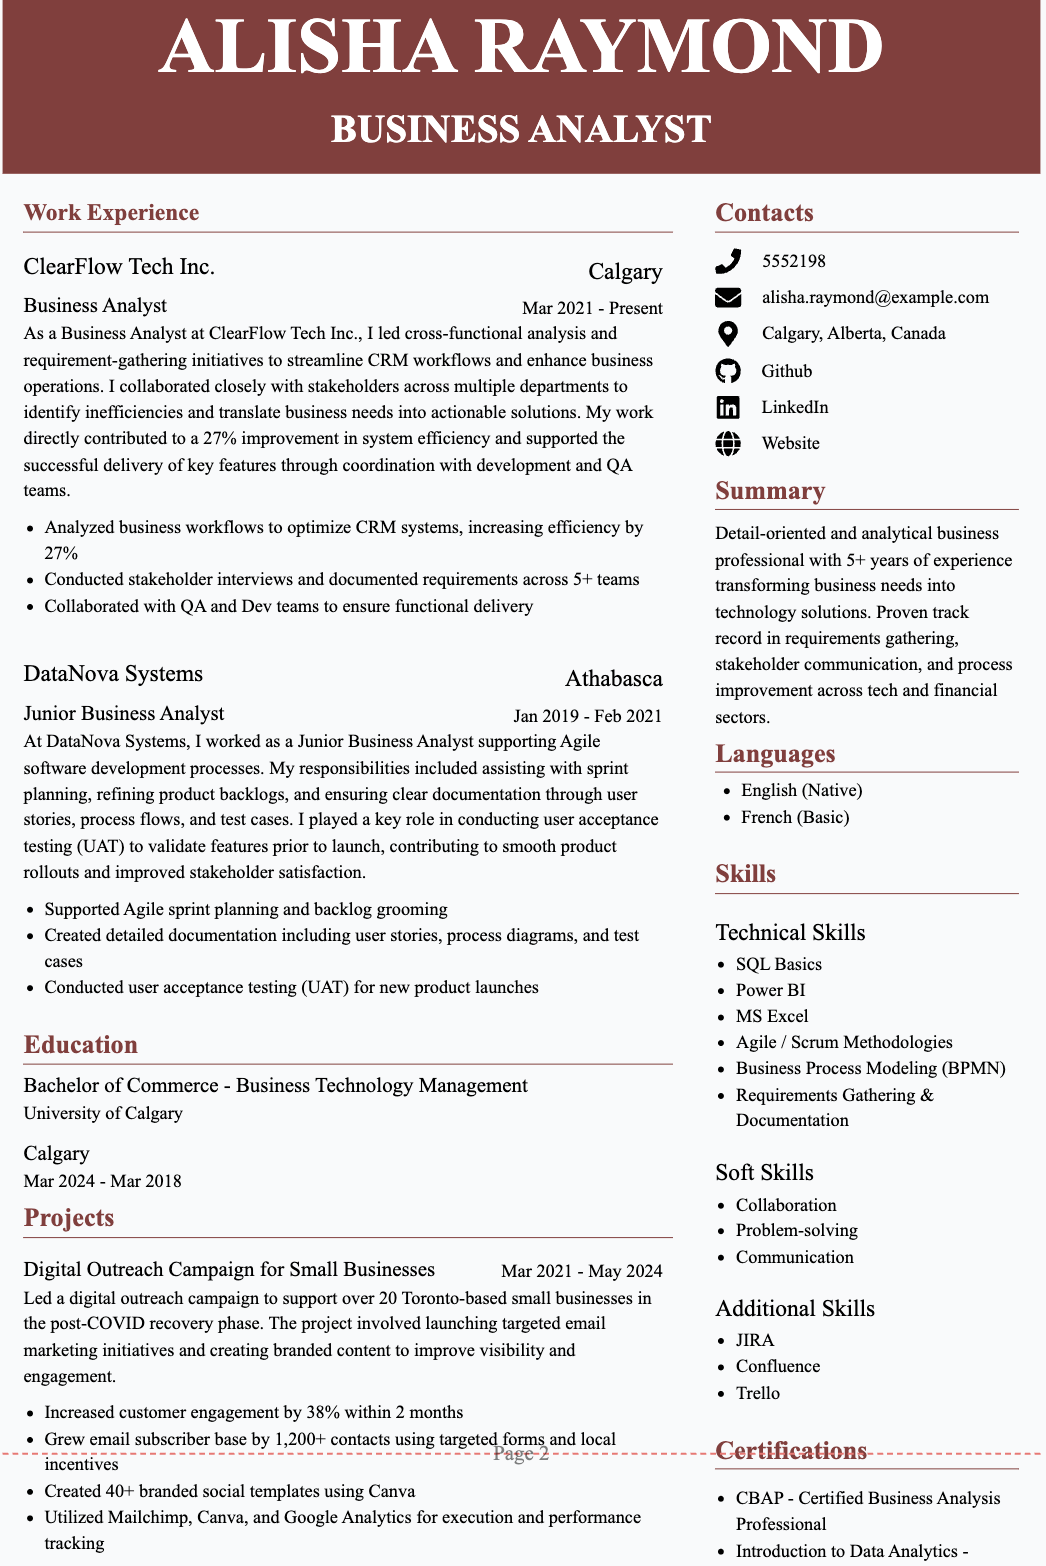 ALISHA RAYMOND
BUSINESS ANALYST
Work Experience
ClearFlow Tech Inc.
Calgary
Business Analyst
Mar 2021 - Present
As a Business Analyst at ClearFlow Tech Inc., I led cross-functional analysis and
requirement-gathering initiatives to streamline CRM workflows and enhance business
operations. I collaborated closely with stakeholders across multiple departments to
identify inefficiencies and translate business needs into actionable solutions. My work
directly contributed to a 27% improvement in system efficiency and supported the
successful delivery of key features through coordination with development and QA
teams.
• Analyzed business workflows to optimize CRM systems, increasing efficiency by
27%
• Conducted stakeholder interviews and documented requirements across 5+ teams
• Collaborated with QA and Dev teams to ensure functional delivery
DataNova Systems
Athabasca
Junior Business Analyst
Jan 2019 - Feb 2021
At DataNova Systems, I worked as a Junior Business Analyst supporting Agile
software development processes. My responsibilities included assisting with sprint
planning, refining product backlogs, and ensuring clear documentation through user
stories, process flows, and test cases. I played a key role in conducting user acceptance
testing (UAT) to validate features prior to launch, contributing to smooth product
rollouts and improved stakeholder satisfaction.
• Supported Agile sprint planning and backlog grooming
• Created detailed documentation including user stories, process diagrams, and test
cases
• Conducted user acceptance testing (UAT) for new product launches
Education
Bachelor of Commerce - Business Technology Management
University of Calgary
Calgary
Mar 2024 - Mar 2018
Projects
Digital Outreach Campaign for Small Businesses
Mar 2021 - May 2024
Led a digital outreach campaign to support over 20 Toronto-based small businesses in
the post-COVID recovery phase. The project involved launching targeted email
marketing initiatives and creating branded content to improve visibility and
engagement.
• Increased customer engagement by 38% within 2 months
• Grew email subscriber base by 1,200+ contacts using targeted forms and local
Page 2
incentives
• Created 40+ branded social templates using Canva
• Utilized Mailchimp, Canva, and Google Analytics for execution and performance
tracking
Contacts
5552198
alisha.raymond@example.com
Calgary, Alberta, Canada
Github
LinkedIn
Website
Summary
Detail-oriented and analytical business
professional with 5+ years of experience
transforming business needs into
technology solutions. Proven track
record in requirements gathering,
stakeholder communication, and process
improvement across tech and financial
sectors.
Languages
• English (Native)
• French (Basic)
Skills
Technical Skills
• SQL Basics
• Power BI
• MS Excel
• Agile / Scrum Methodologies
• Business Process Modeling (BPMN)
• Requirements Gathering &
Documentation
Soft Skills
• Collaboration
• Problem-solving
• Communication
Additional Skills
• JIRA
• Confluence
• Trello
Certifications
• CBAP - Certified Business Analysis
Professional
• Introduction to Data Analytics -